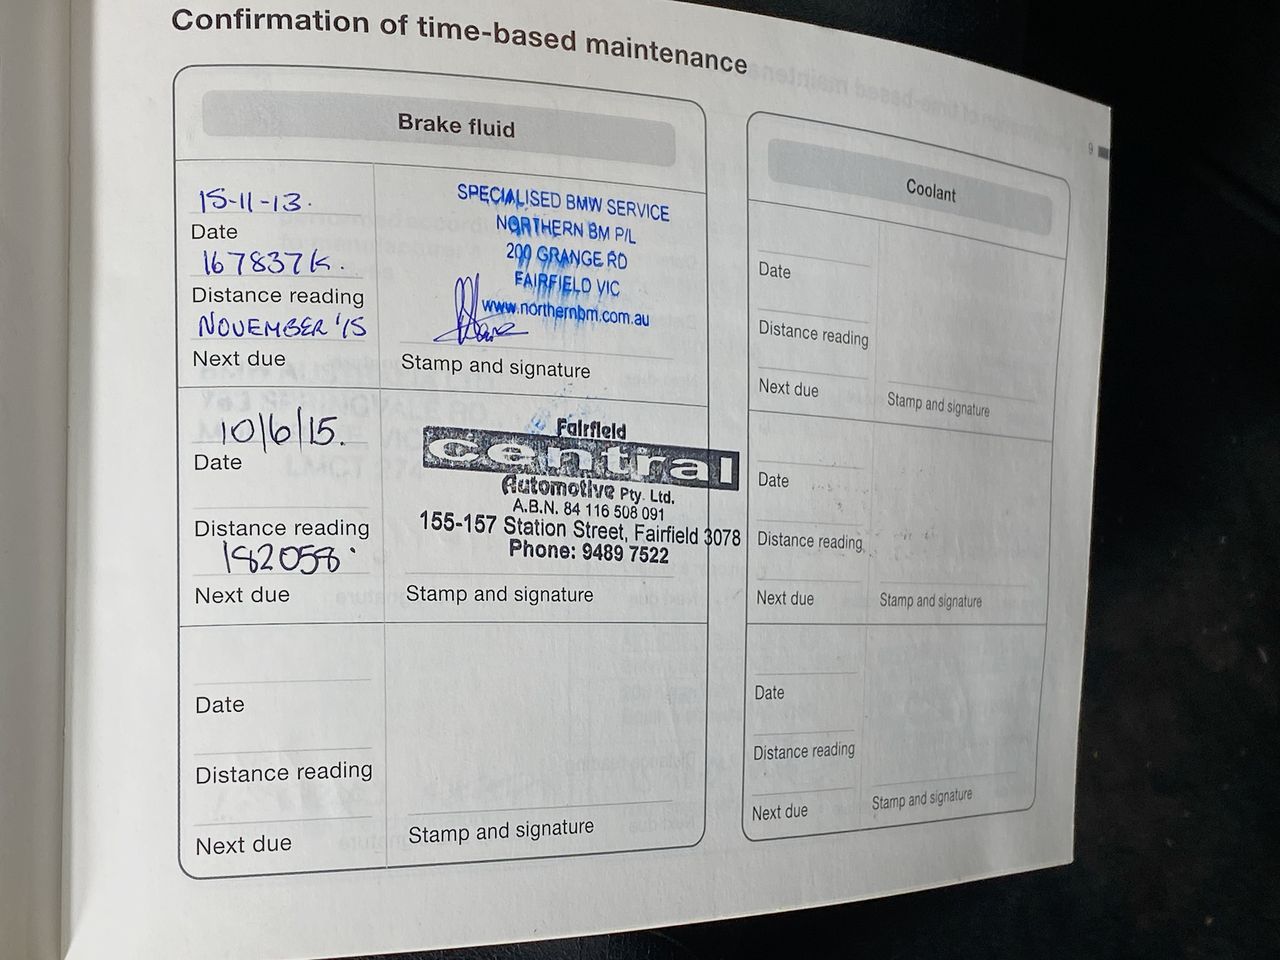 Confirmation of time-based maintenance
Brake fluid
15-11-13.
Date
167837K.
Distance reading
NOVEMBER '15
Next due
SPECIALISED BMW SERVICE
NORTHERN BM P/L
200 GRANGE RD
FAIRFIELD VIC
www.northernbm.com.au
Stamp and signature
10/6/15.
Date
Distance reading
182058.
Next due
Fairfield
central
Automotive Pty. Ltd.
A.B.N. 84 116 508 091
155-157 Station Street, Fairfield 3078
Phone: 9489 7522
Stamp and signature
Date
Distance reading
Next due
Stamp and signature
Coolant
Date
Distance reading
Next due
Stamp and signature
Date
Distance reading
Next due
Stamp and signature
Date
Distance reading
Next due
Stamp and signature
9